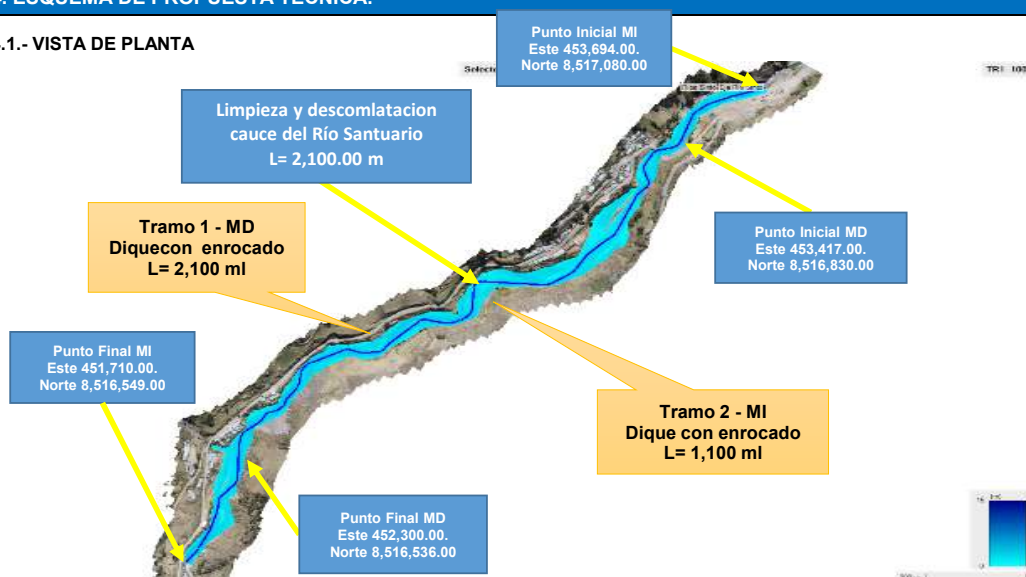 ESQUEMA DE PROPUESTA TÉCNICA.
.1.- VISTA DE PLANTA
Punto Inicial MI
Este 453,694.00.
Norte 8,517,080.00
Limpieza y descomlatacion
cauce del Río Santuario
L= 2,100.00 m
Tramo 1 - MD
Diquecon enrocado
L= 2,100 ml
Punto Inicial MD
Este 453,417.00.
Norte 8,516,830.00
Punto Final MI
Este 451,710.00.
Norte 8,516,549.00
Tramo 2 - MI
Dique con enrocado
L= 1,100 ml
Punto Final MD
Este 452,300.00.
Norte 8,516,536.00